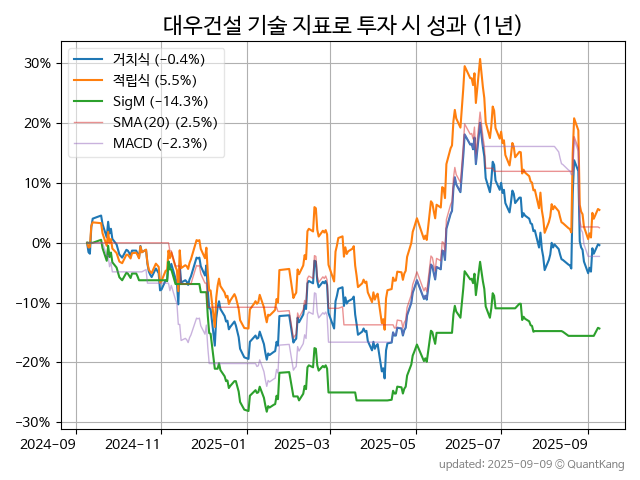 대우건설 기술 지표로 투자 시 성과 (1년)
거치식 (−0.4%)
적립식 (5.5%)
SigM (−14.3%)
SMA(20) (2.5%)
MACD (−2.3%)
30%
20%
10%
0%
−10%
−20%
−30%
2024-09 2024-11 2025-01 2025-03 2025-05 2025-07 2025-09
updated: 2025-09-09 © QuantKang